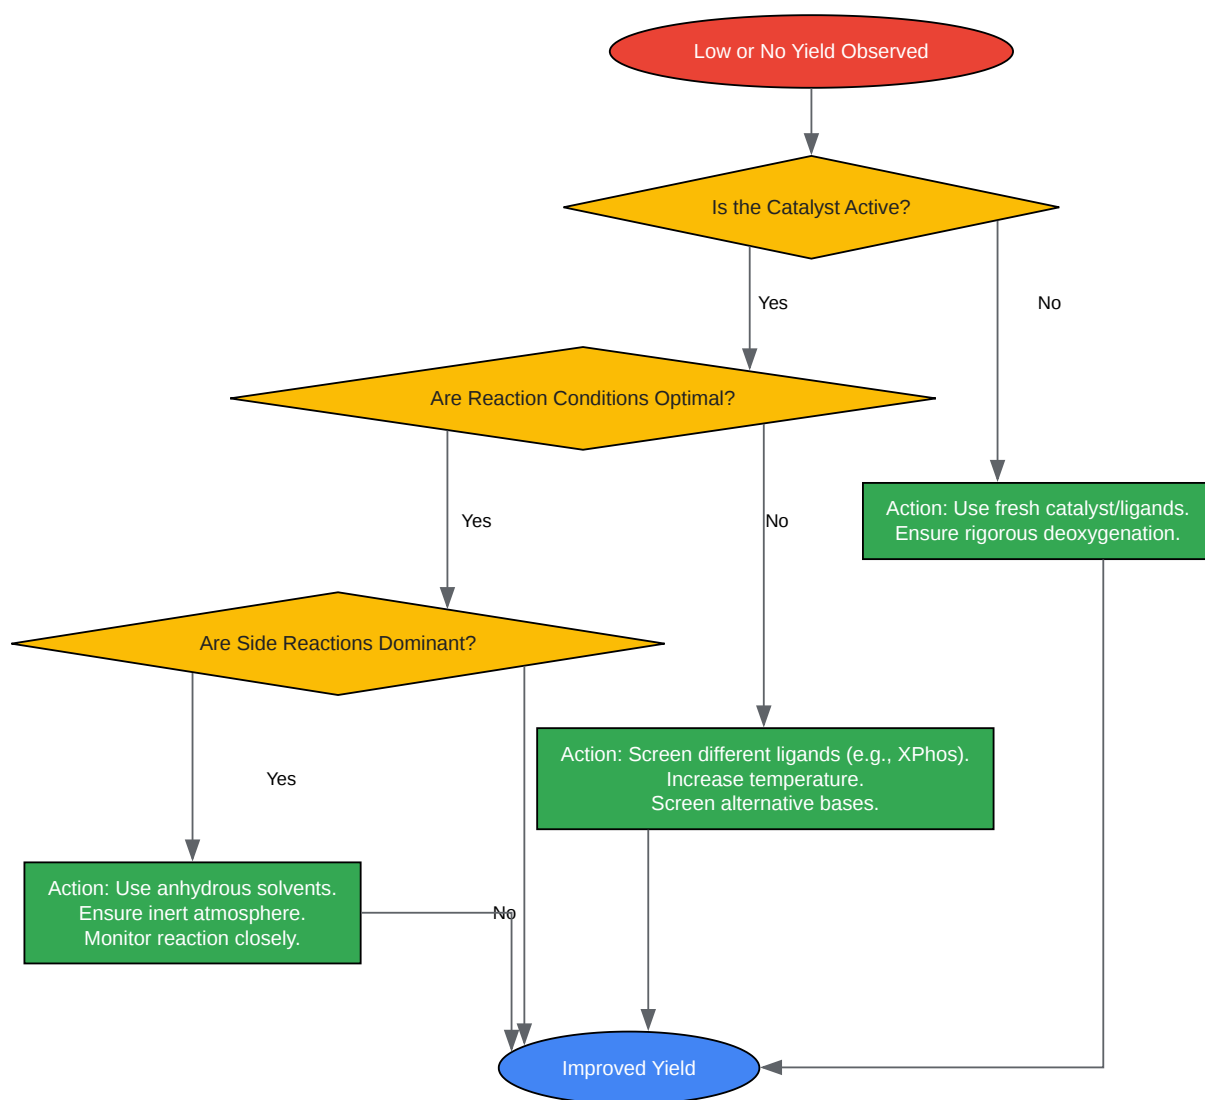 Low or No Yield Observed
Is the Catalyst Active?
Yes
No
Are Reaction Conditions Optimal?
Action: Use fresh catalyst/ligands.
Ensure rigorous deoxygenation.
Yes
No
Are Side Reactions Dominant?
Action: Screen different ligands (e.g., XPhos).
Increase temperature.
Screen alternative bases.
Yes
Action: Use anhydrous solvents.
Ensure inert atmosphere.
Monitor reaction closely.
No
Improved Yield